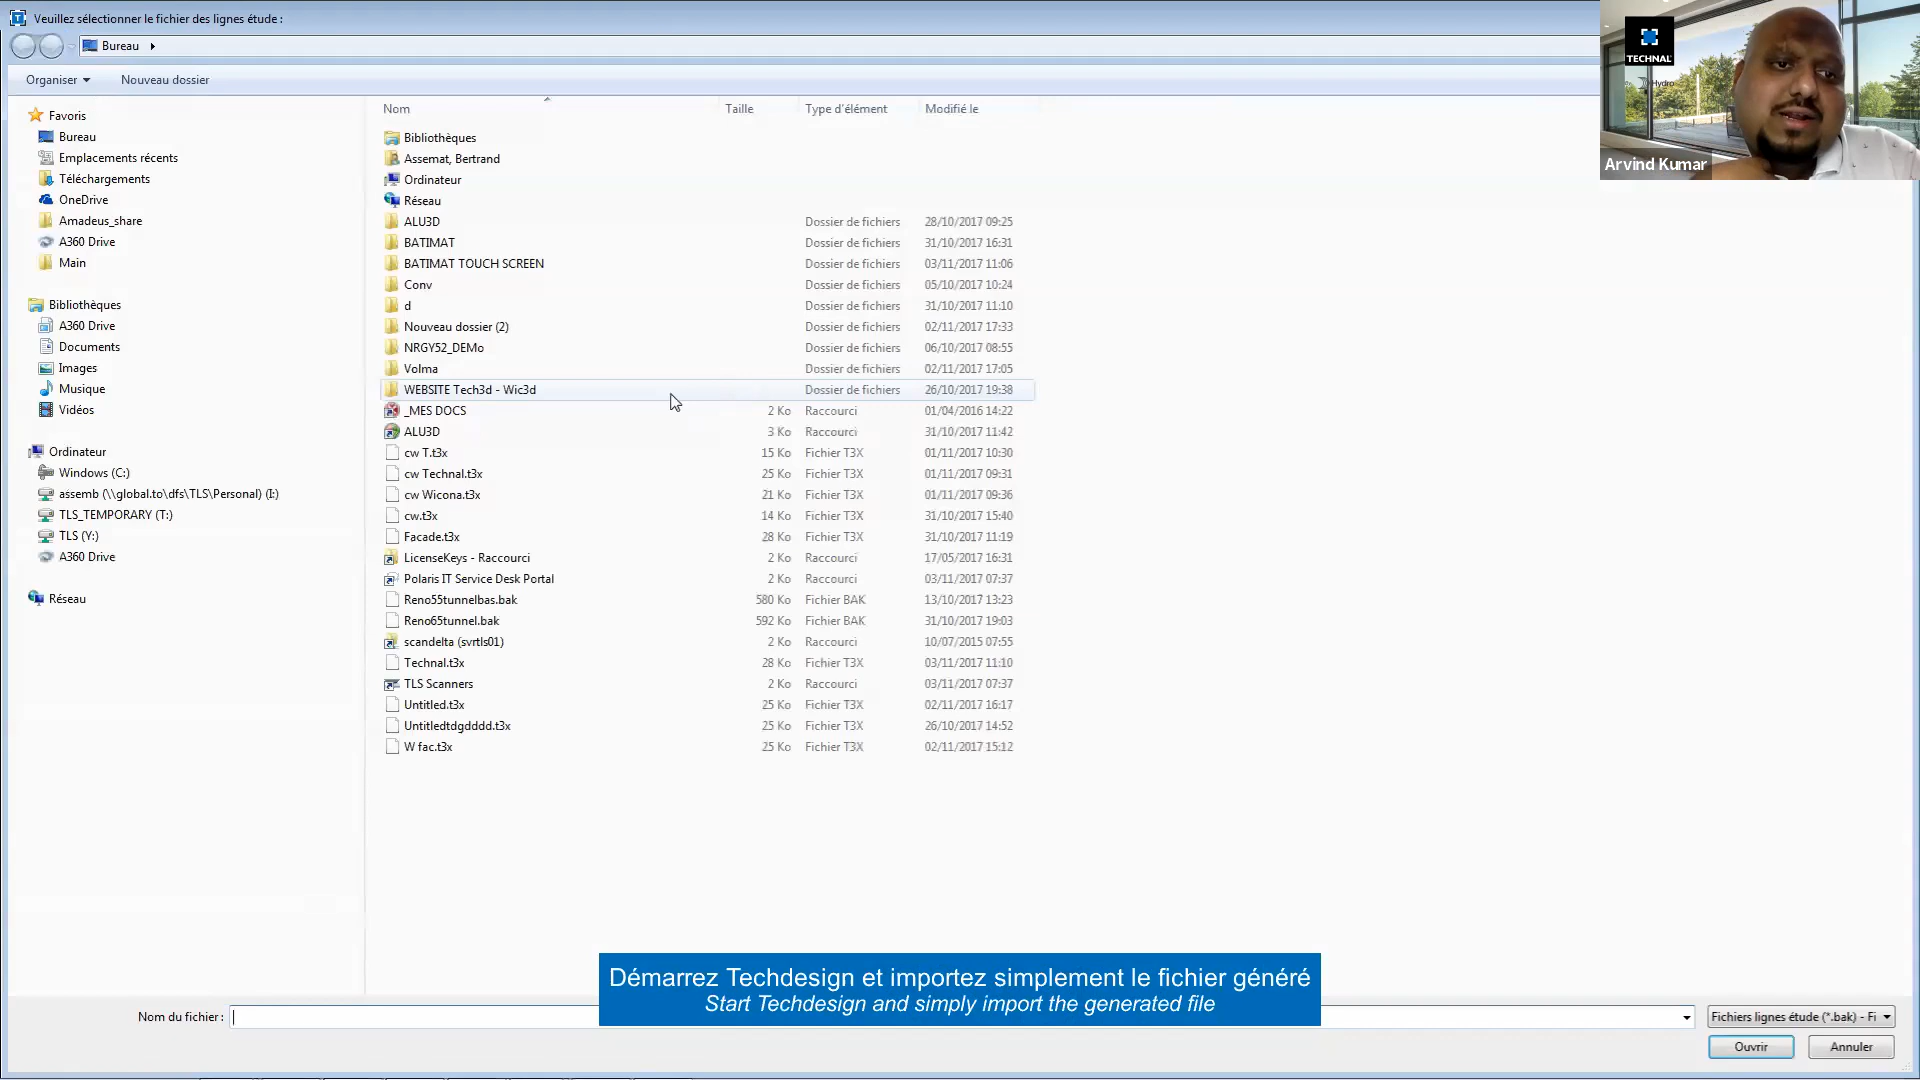 Veuillez sélectionner le fichier des lignes étude :
Bureau
Organiser
Nouveau dossier
Favoris
Bureau
Emplacements récents
Téléchargements
OneDrive
Amadeus_share
A360 Drive
Main
Bibliothèques
A360 Drive
Documents
Images
Musique
Vidéos
Ordinateur
Windows (C:)
assemb (\\global.to\dfs\TLS\Personal) (I:)
TLS_TEMPORARY (T:)
TLS (Y:)
A360 Drive
Réseau
Nom Taille Type d'élément Modifié le
Bibliothèques
Assemat, Bertrand
Ordinateur
Réseau
ALU3D Dossier de fichiers 28/10/2017 09:25
BATIMAT Dossier de fichiers 31/10/2017 16:31
BATIMAT TOUCH SCREEN Dossier de fichiers 03/11/2017 11:06
Conv Dossier de fichiers 05/10/2017 10:24
d Dossier de fichiers 31/10/2017 11:10
Nouveau dossier (2) Dossier de fichiers 02/11/2017 17:33
NRGY52_DEMo Dossier de fichiers 06/10/2017 08:55
Volma Dossier de fichiers 02/11/2017 17:05
WEBSITE Tech3d - Wic3d Dossier de fichiers 26/10/2017 19:38
_MES DOCS 2 Ko Raccourci 01/04/2016 14:22
ALU3D 3 Ko Raccourci 31/10/2017 11:42
cw T.t3x 15 Ko Fichier T3X 01/11/2017 10:30
cw Technal.t3x 25 Ko Fichier T3X 01/11/2017 09:31
cw Wicona.t3x 21 Ko Fichier T3X 01/11/2017 09:36
cw.t3x 14 Ko Fichier T3X 31/10/2017 15:40
Facade.t3x 28 Ko Fichier T3X 31/10/2017 11:19
LicenseKeys - Raccourci 2 Ko Raccourci 17/05/2017 16:31
Polaris IT Service Desk Portal 2 Ko Raccourci 03/11/2017 07:37
Reno55tunnelbas.bak 580 Ko Fichier BAK 13/10/2017 13:23
Reno65tunnel.bak 592 Ko Fichier BAK 31/10/2017 19:03
scandelta (svrtls01) 2 Ko Raccourci 10/07/2015 07:55
Technal.t3x 28 Ko Fichier T3X 03/11/2017 11:10
TLS Scanners 2 Ko Raccourci 03/11/2017 07:37
Untitled.t3x 25 Ko Fichier T3X 02/11/2017 16:17
Untitledtdgdddd.t3x 25 Ko Fichier T3X 26/10/2017 14:52
W fac.t3x 25 Ko Fichier T3X 02/11/2017 15:12
TECHNAL
Hydro
Arvind Kumar
Démarrez Techdesign et importez simplement le fichier généré
Start Techdesign and simply import the generated file
Nom du fichier :
Fichiers lignes étude (*.bak) - Fi
Ouvrir
Annuler